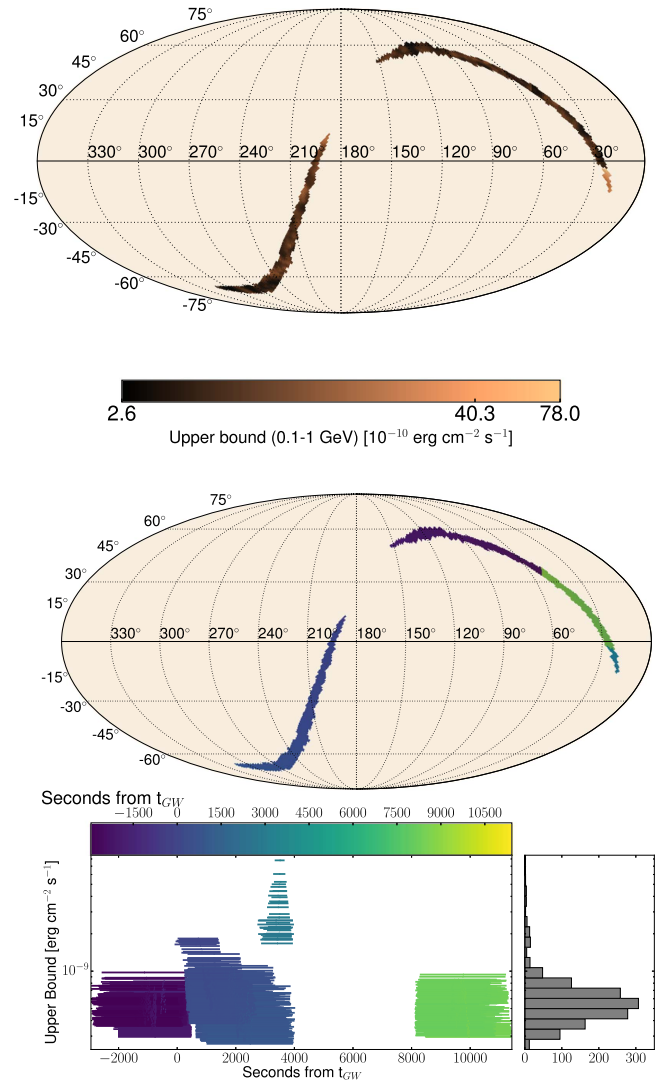 75°
60°
45°
30°
15°
330° 300° 270° 240° 210° 180° 150° 120° 90° 60° 30°
-15°
-30°
-45°
-60°
-75°
2.6 40.3 78.0
Upper bound (0.1-1 GeV) [10⁻¹⁰ erg cm⁻² s⁻¹]
75°
60°
45°
30°
15°
330° 300° 270° 240° 210° 180° 150° 120° 90° 60°
-15°
-30°
-45°
-60°
Seconds from t_GW
−1500 0 1500 3000 4500 6000 7500 9000 10500
Upper Bound [erg cm⁻² s⁻¹]
10⁻⁹
−2000 0 2000 4000 6000 8000 10000
0 100 200 300
Seconds from t_GW